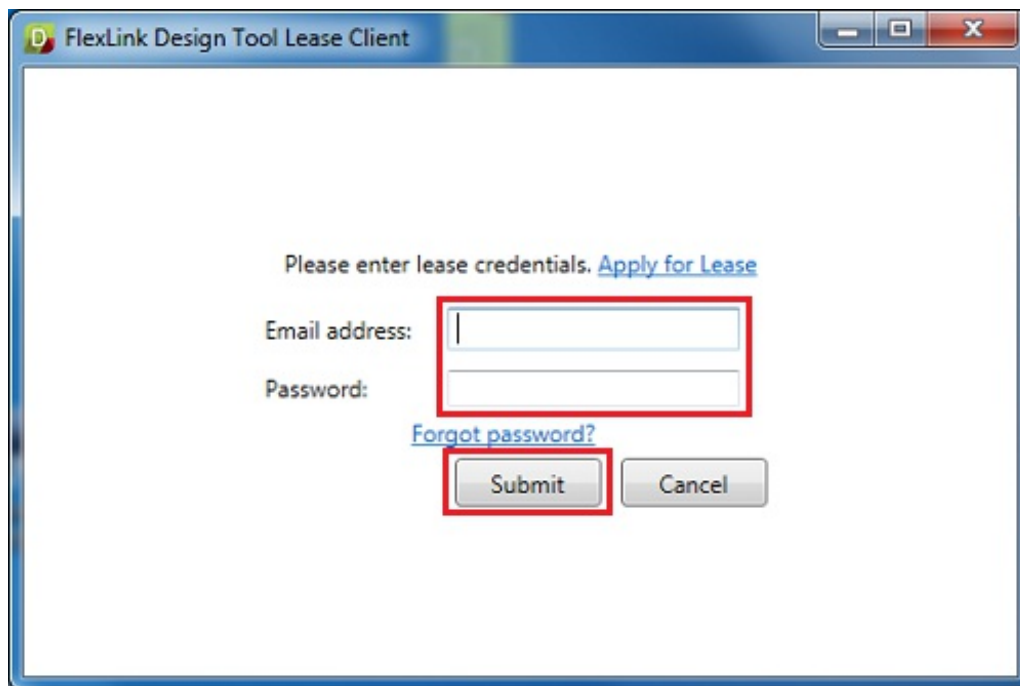 FlexLink Design Tool Lease Client
Please enter lease credentials. Apply for Lease
Email address:
Password:
Forgot password?
Submit Cancel